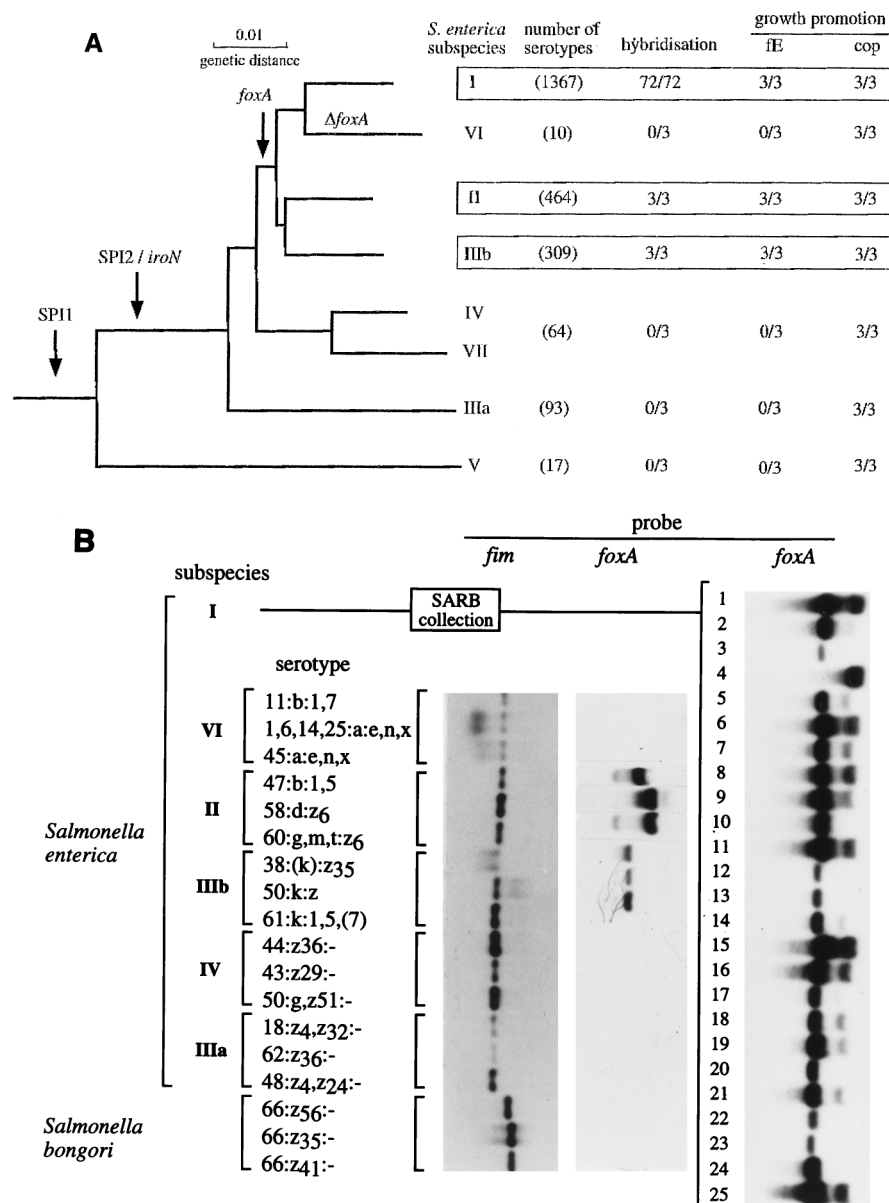 A
0.01
genetic distance
S. enterica subspecies
number of serotypes
hybridisation
growth promotion
fE cop
foxA
ΔfoxA
SPI2 / iroN
SPI1
I (1367) 72/72 3/3 3/3
VI (10) 0/3 0/3 3/3
II (464) 3/3 3/3 3/3
IIIb (309) 3/3 3/3 3/3
IV
VII
(64) 0/3 0/3 3/3
IIIa (93) 0/3 0/3 3/3
V (17) 0/3 0/3 3/3
B
probe
fim foxA foxA
subspecies
I
SARB collection
serotype
Salmonella enterica
VI
11:b:1,7
1,6,14,25:a:e,n,x
45:a:e,n,x
II
47:b:1,5
58:d:z6
60:g,m,t:z6
IIIb
38:(k):z35
50:k:z
61:k:1,5,(7)
IV
44:z36:-
43:z29:-
50:g,z51:-
IIIa
18:z4,z32:-
62:z36:-
48:z4,z24:-
Salmonella bongori
66:z56:-
66:z35:-
66:z41:-
1
2
3
4
5
6
7
8
9
10
11
12
13
14
15
16
17
18
19
20
21
22
23
24
25